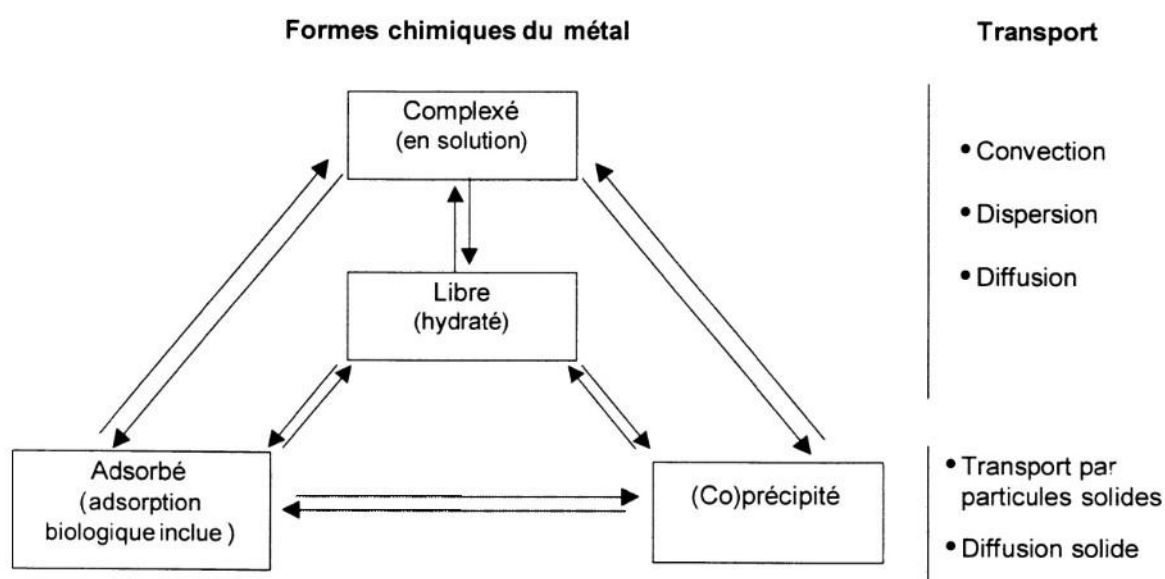 Formes chimiques du métal
Transport
Complexé
(en solution)
Libre
(hydraté)
Adsorbé
(adsorption
biologique inclue )
(Co)précipité
• Convection
• Dispersion
• Diffusion
• Transport par
particules solides
• Diffusion solide